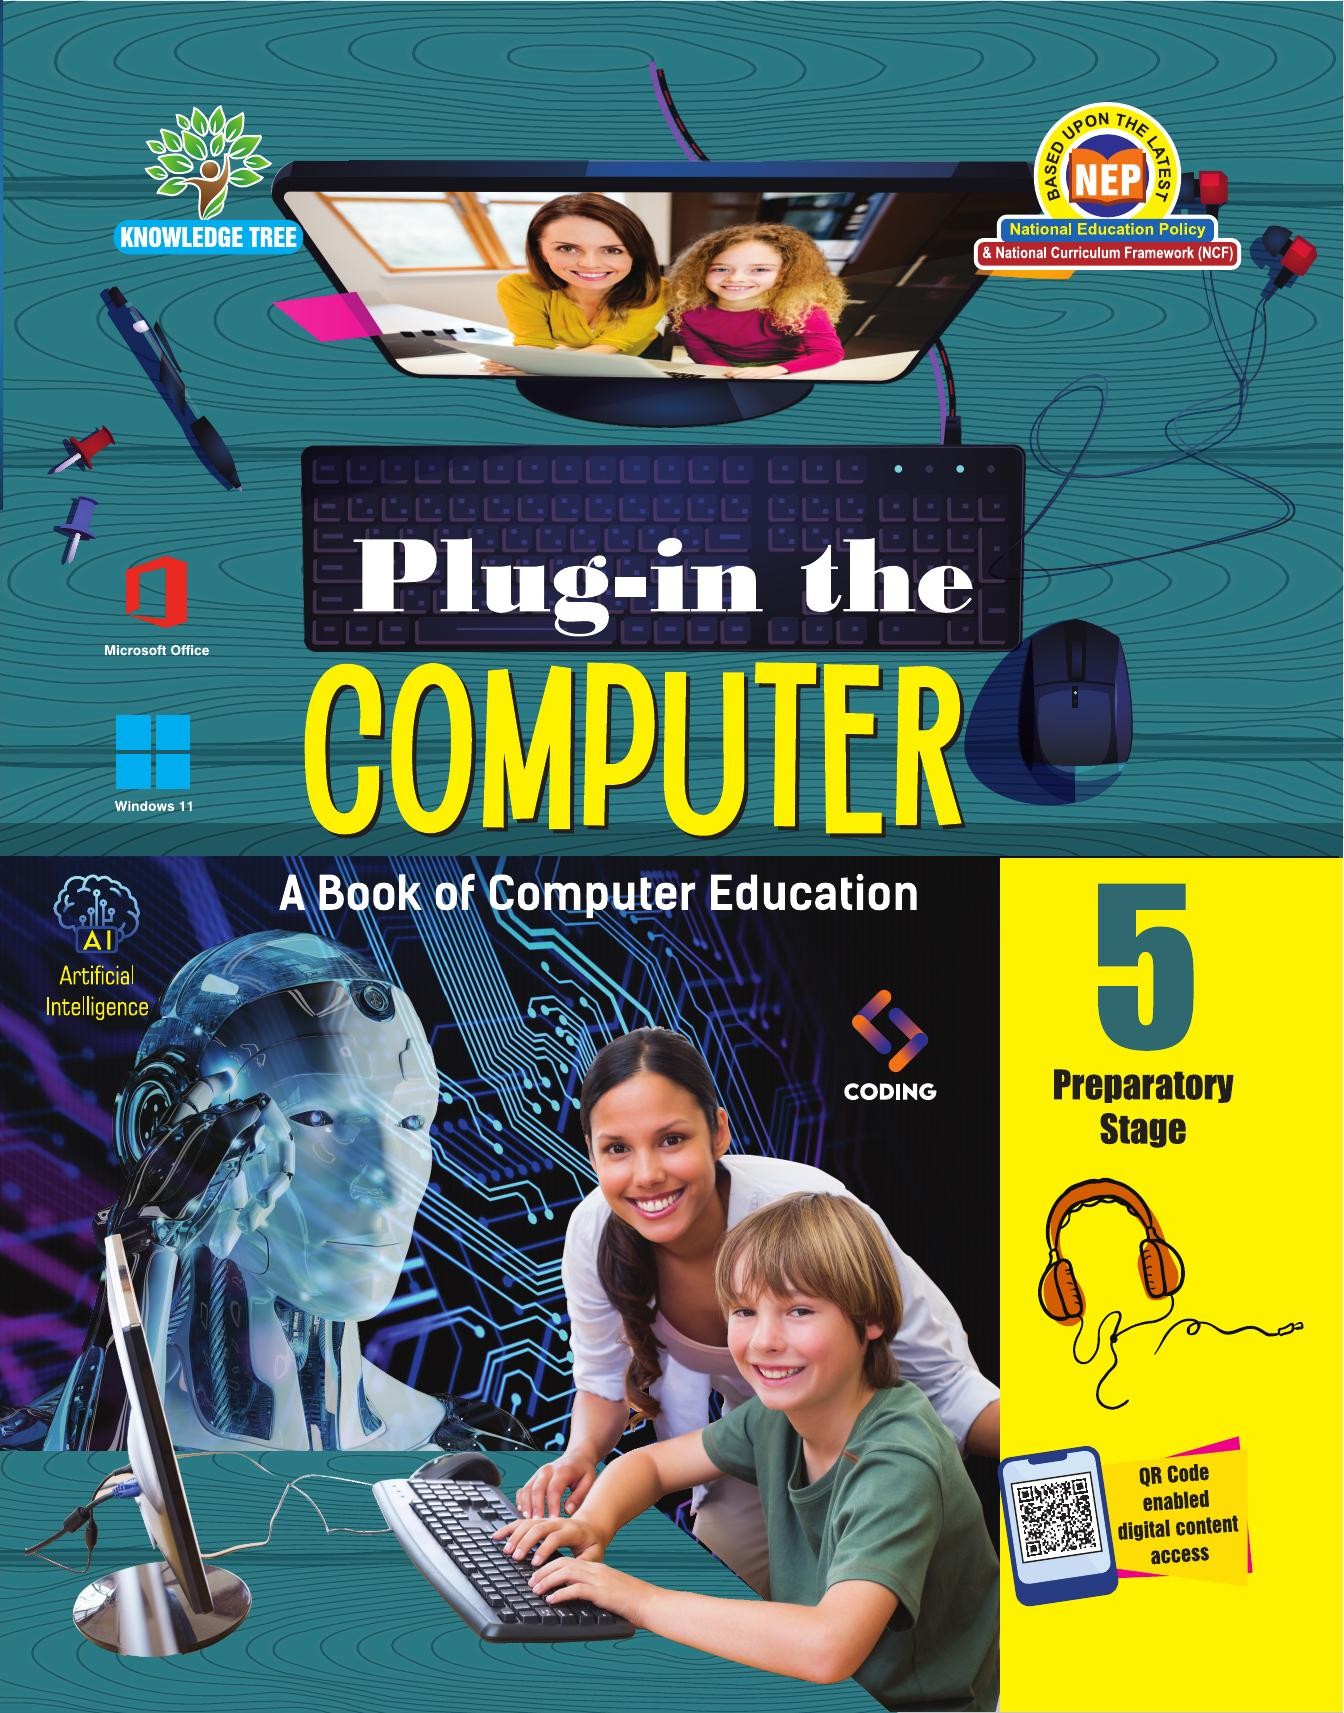 BASED UPON THE LATEST
NEP
KNOWLEDGE TREE
National Education Policy
& National Curriculum Framework (NCF)
Plug-in the
Microsoft Office
COMPUTER
Windows 11
A Book of Computer Education
5
AI
Artificial
Intelligence
CODING
Preparatory
Stage
QR Code
enabled
digital content
access